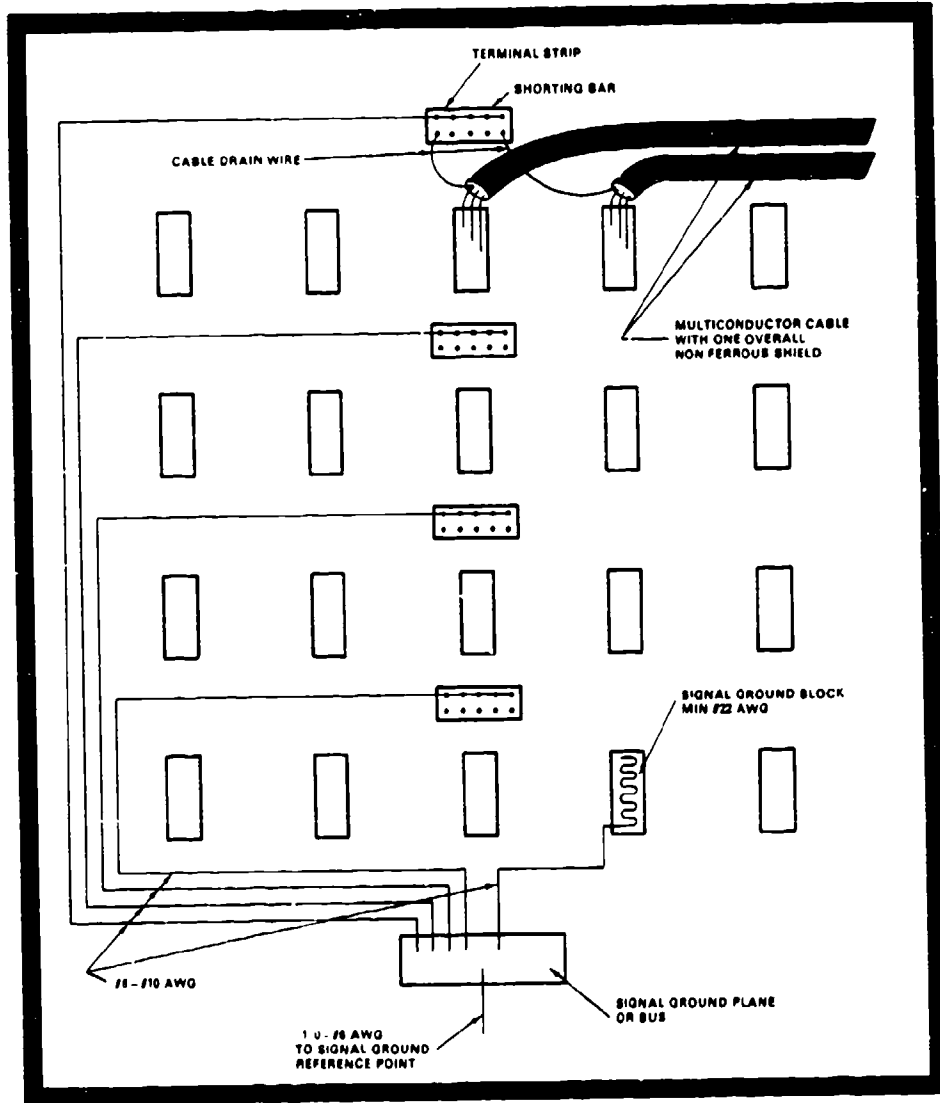 TERMINAL STRIP
SHORTING BAR
CABLE DRAIN WIRE
MULTICONDUCTOR CABLE
WITH ONE OVERALL
NON FERROUS SHIELD
SIGNAL GROUND BLOCK
MIN #22 AWG
#10 AWG
SIGNAL GROUND PLANE
OR BUS
AWG
TO SIGNAL GROUND
REFERENCE POINT